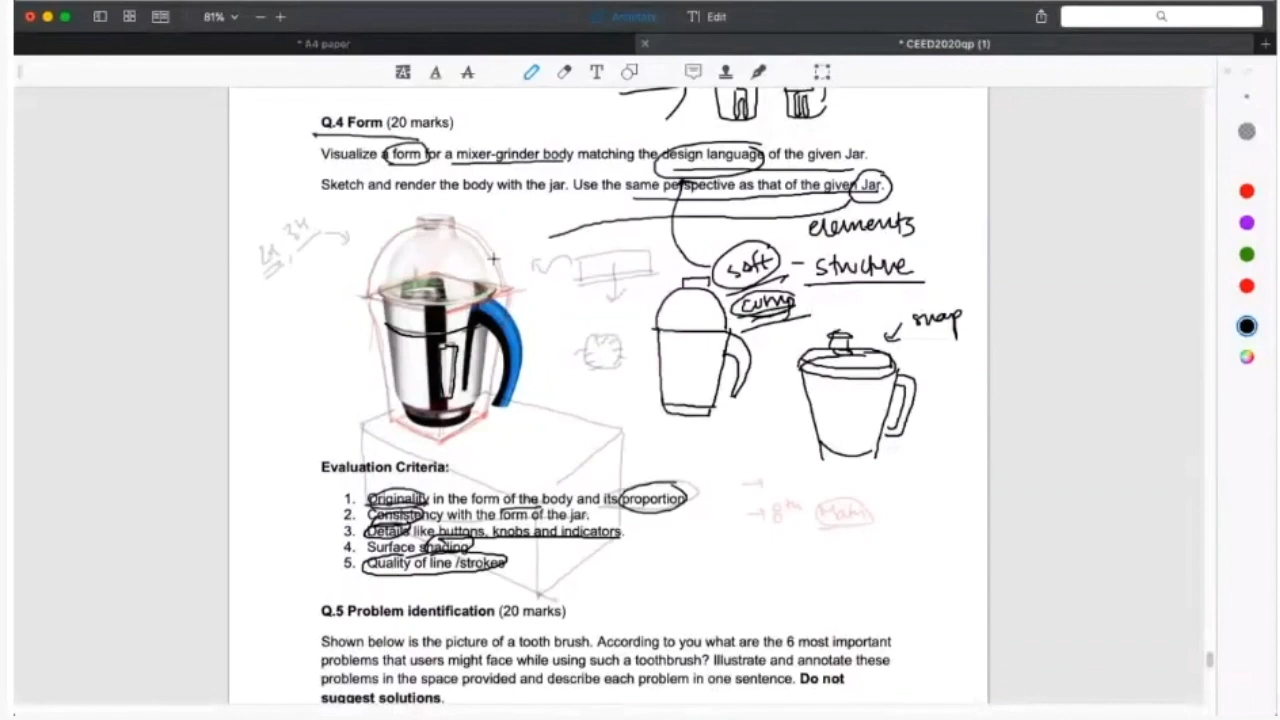 81%
Annotate
T| Edit
* A4 paper
* CEED2020qp (1)
Q.4 Form (20 marks)
Visualize a form for a mixer-grinder body matching the design language of the given Jar.
Sketch and render the body with the jar. Use the same perspective as that of the given Jar.
elements
soft - structure
snap
Evaluation Criteria:
1. Originality in the form of the body and its proportion
2. Consistency with the form of the jar.
3. Details like buttons, knobs and indicators.
4. Surface shading
5. Quality of line /strokes
8th
Q.5 Problem identification (20 marks)
Shown below is the picture of a tooth brush. According to you what are the 6 most important
problems that users might face while using such a toothbrush? Illustrate and annotate these
problems in the space provided and describe each problem in one sentence. Do not
suggest solutions.